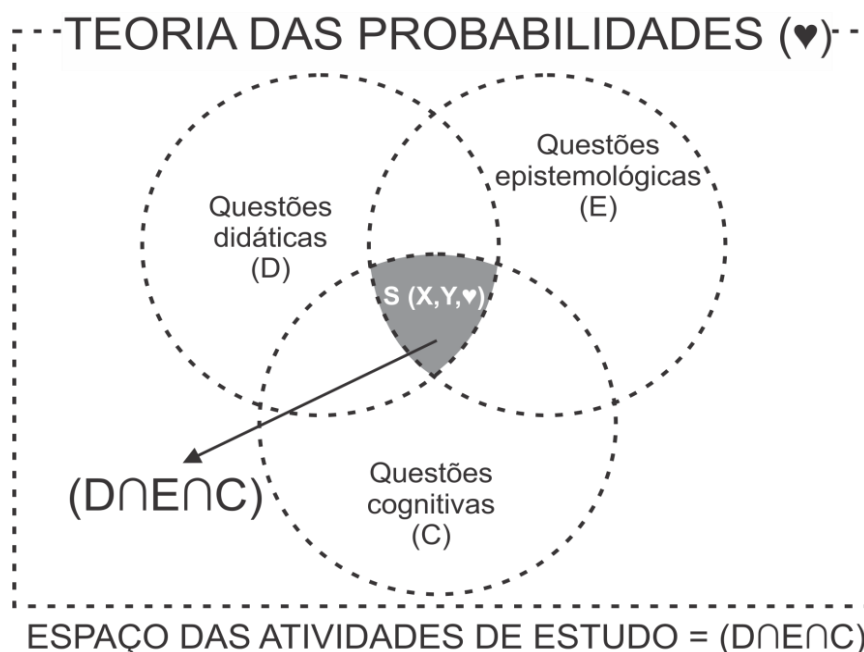 TEORIA DAS PROBABILIDADES (♥)
Questões
epistemológicas
(E)
Questões
didáticas
(D)
S (X,Y,♥)
(D∩E∩C)
Questões
cognitivas
(C)
ESPAÇO DAS ATIVIDADES DE ESTUDO = (D∩E∩C)